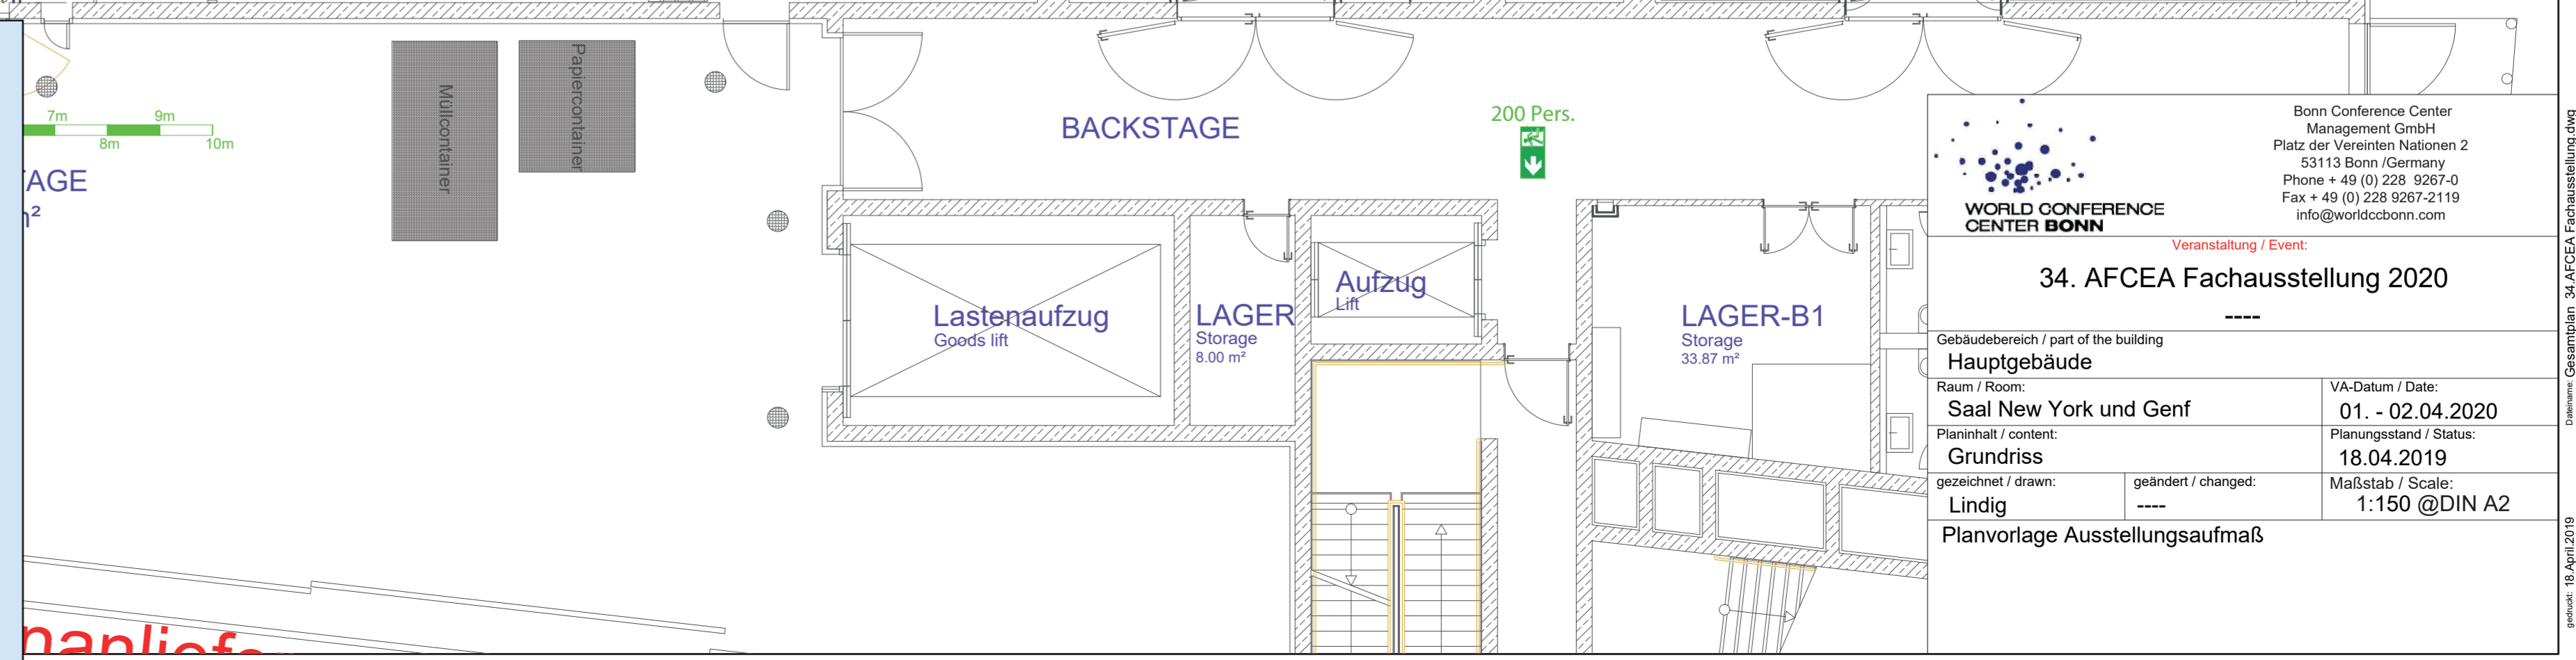 7m
9m
8m
10m
AGE
m²
Müllcontainer
Papiercontainer
BACKSTAGE
200 Pers.
Lastenaufzug
Goods lift
LAGER
Storage
8.00 m²
Aufzug
Lift
LAGER-B1
Storage
33.87 m²
WORLD CONFERENCE
CENTER BONN
Bonn Conference Center
Management GmbH
Platz der Vereinten Nationen 2
53113 Bonn /Germany
Phone + 49 (0) 228 9267-0
Fax + 49 (0) 228 9267-2119
info@worldccbonn.com
Veranstaltung / Event:
34. AFCEA Fachausstellung 2020
----
Gebäudebereich / part of the building
Hauptgebäude
Raum / Room:
Saal New York und Genf
VA-Datum / Date:
01. - 02.04.2020
Planinhalt / content:
Grundriss
Planungsstand / Status:
18.04.2019
gezeichnet / drawn:
Lindig
geändert / changed:
----
Maßstab / Scale:
1:150 @DIN A2
Planvorlage Ausstellungsaufmaß
Dateiname: Gesamtplan 34.AFCEA Fachausstellung.dwg
gedruckt: 18.April.2019